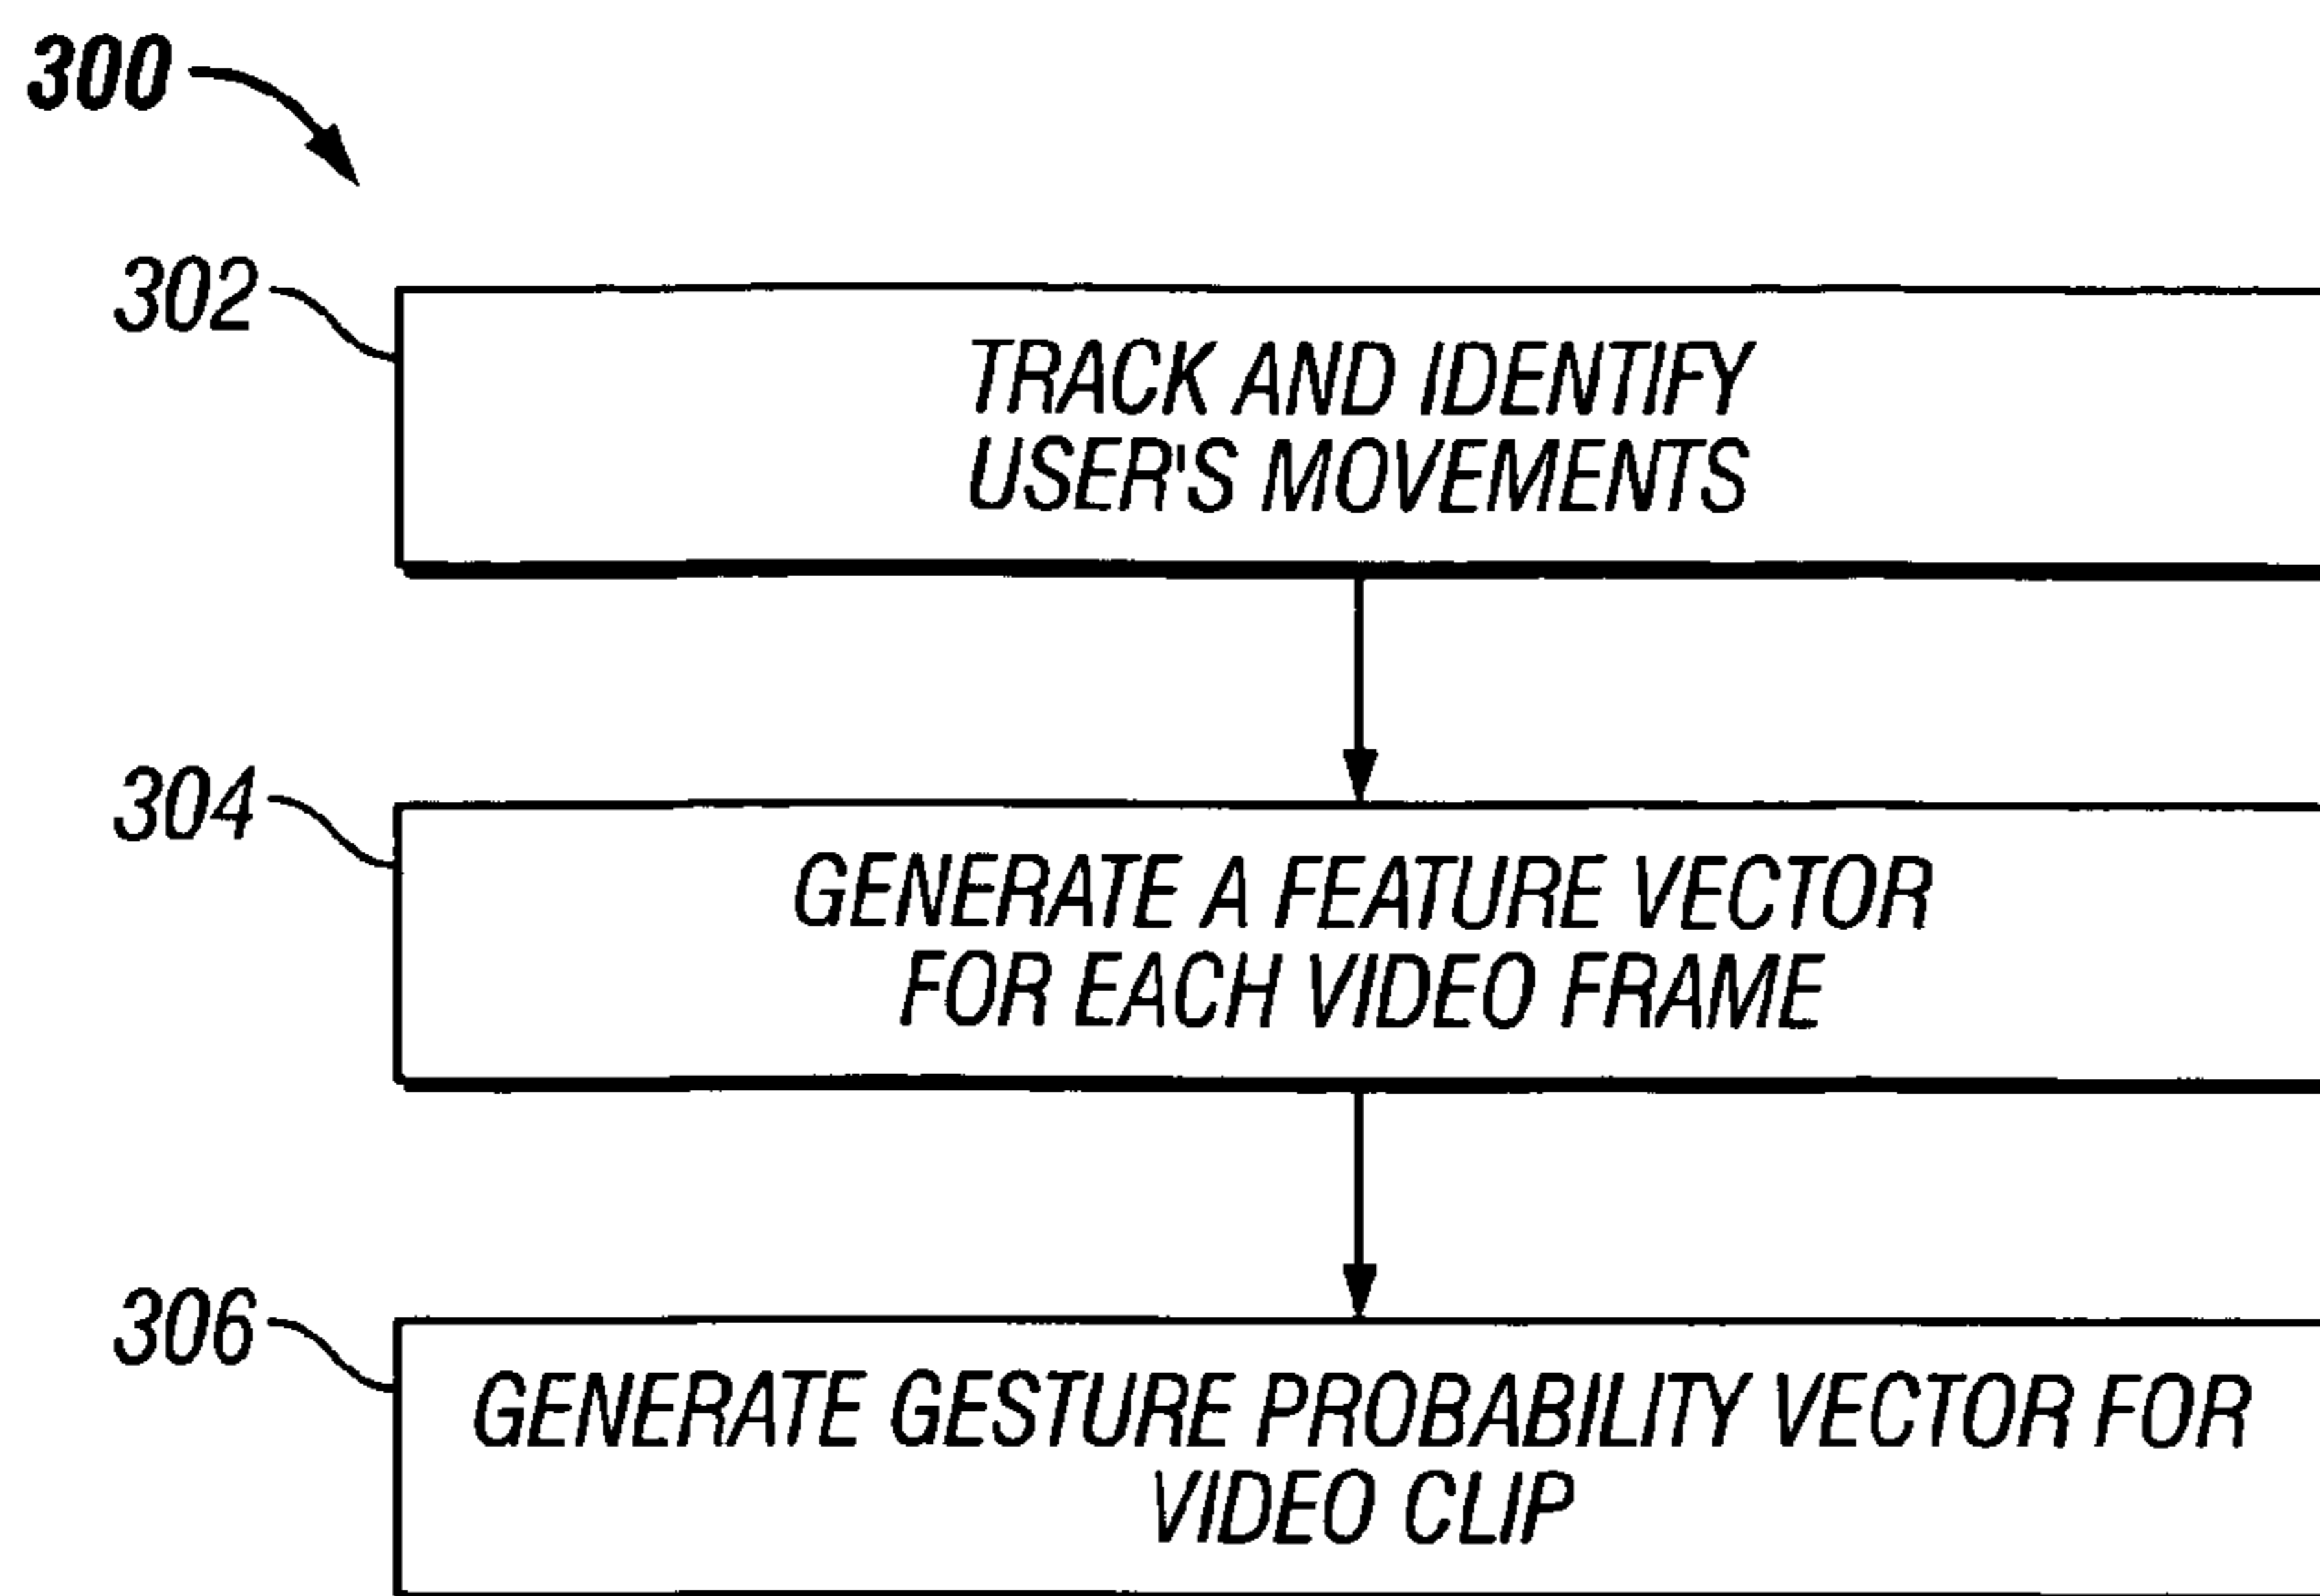 300
302
TRACK AND IDENTIFY
USER'S MOVEMENTS
304
GENERATE A FEATURE VECTOR
FOR EACH VIDEO FRAME
306
GENERATE GESTURE PROBABILITY VECTOR FOR
VIDEO CLIP